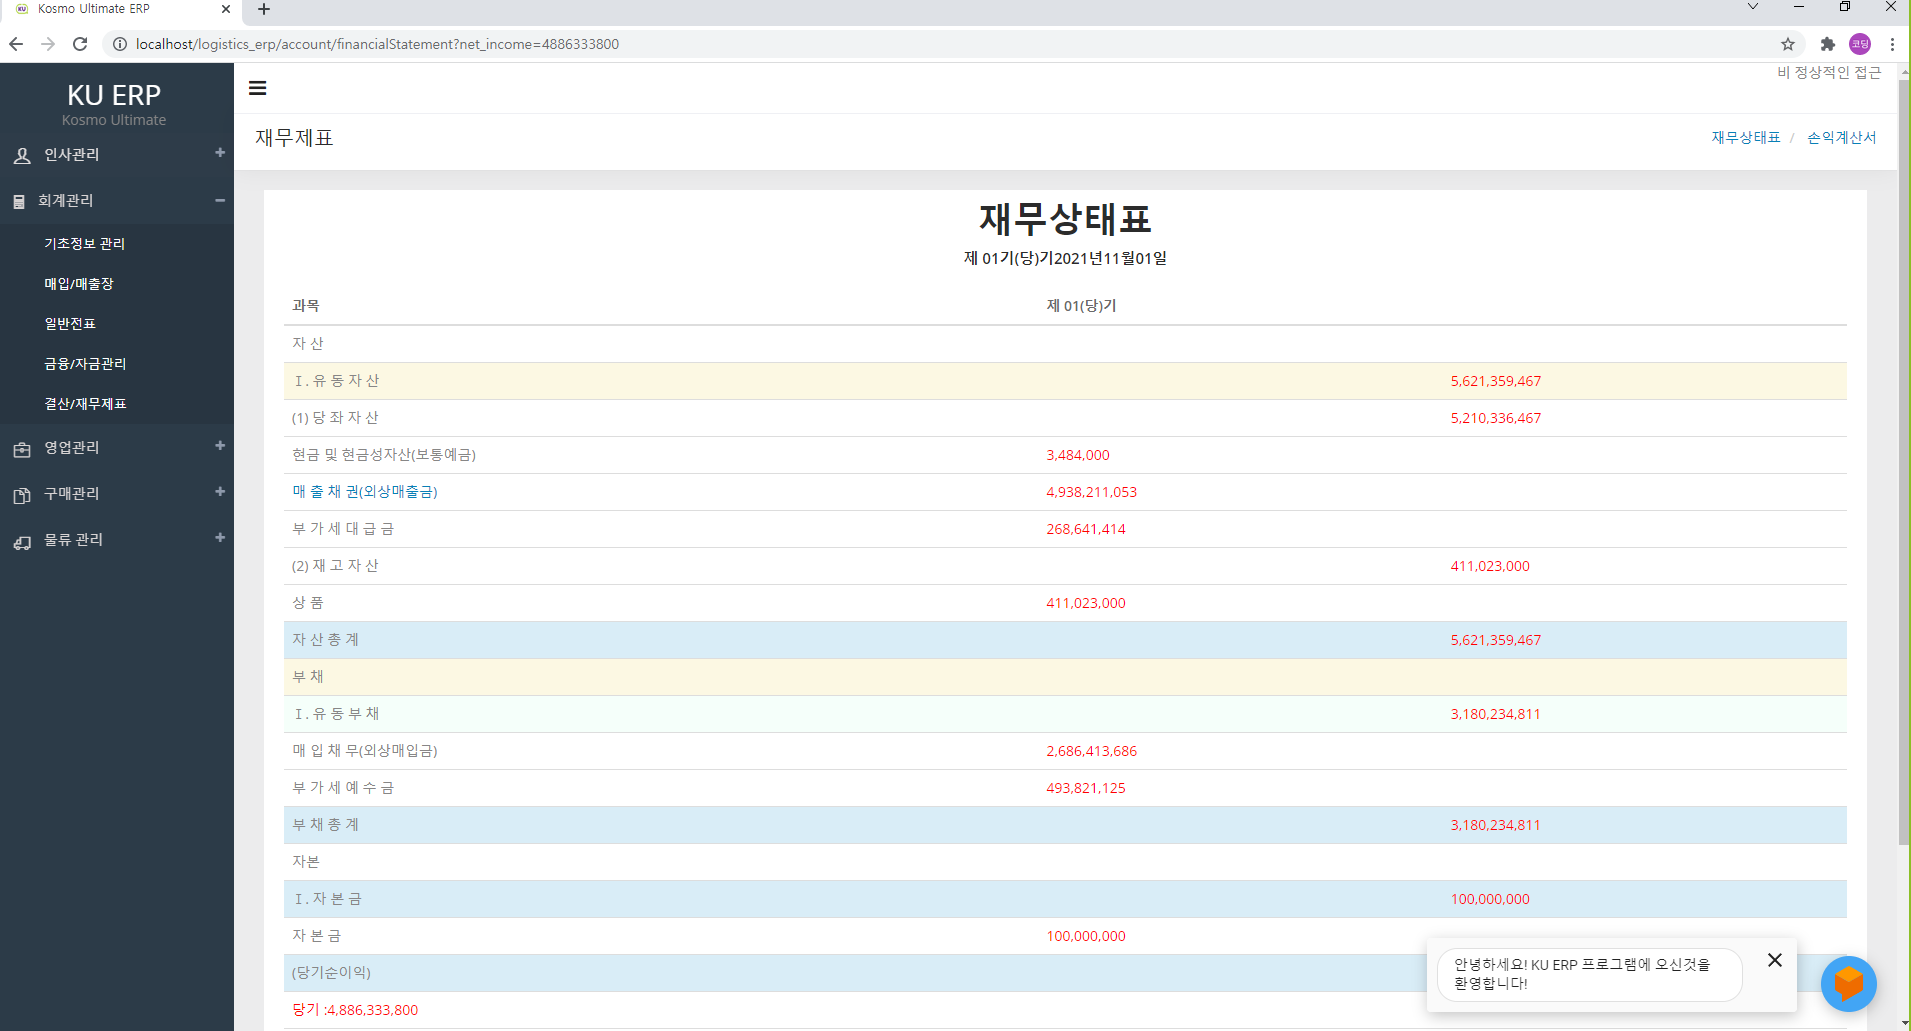 Kosmo Ultimate ERP
localhost/logistics_erp/account/financialStatement?net_income=4886333800
코딩
KU ERP
Kosmo Ultimate
인사관리
회계관리
기초정보 관리
매입/매출장
일반전표
금융/자금관리
결산/재무제표
영업관리
구매관리
물류 관리
비 정상적인 접근
재무제표
재무상태표 / 손익계산서
재무상태표
제 01기(당)기2021년11월01일
과목 제 01(당)기
자 산
Ⅰ. 유 동 자 산 5,621,359,467
(1) 당 좌 자 산 5,210,336,467
현금 및 현금성자산(보통예금) 3,484,000
매 출 채 권(외상매출금) 4,938,211,053
부 가 세 대 급 금 268,641,414
(2) 재 고 자 산 411,023,000
상 품 411,023,000
자 산 총 계 5,621,359,467
부 채
Ⅰ. 유 동 부 채 3,180,234,811
매 입 채 무(외상매입금) 2,686,413,686
부 가 세 예 수 금 493,821,125
부 채 총 계 3,180,234,811
자본
Ⅰ. 자 본 금 100,000,000
자 본 금 100,000,000
(당기순이익)
당기 :4,886,333,800
안녕하세요! KU ERP 프로그램에 오신것을
환영합니다!